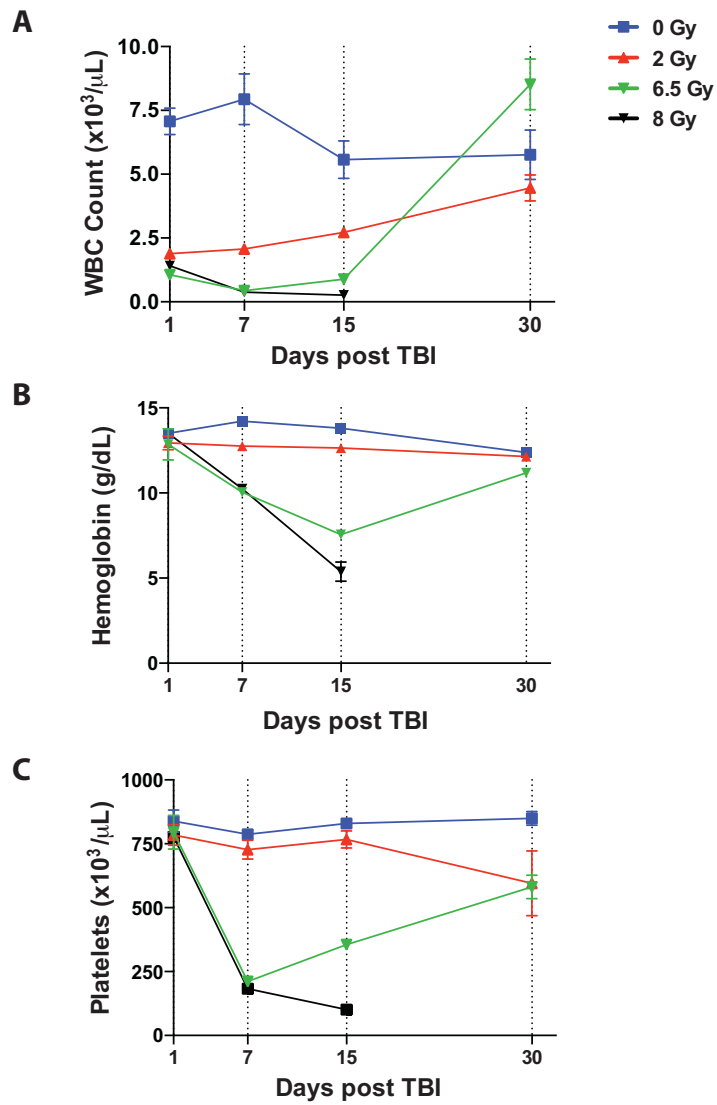 A
0 Gy
2 Gy
6.5 Gy
8 Gy
WBC Count (x10³/μL)
10.0
7.5
5.0
2.5
0.0
1 7 15 30
Days post TBI
B
Hemoglobin (g/dL)
15
10
5
0
1 7 15 30
Days post TBI
C
Platelets (x10³/μL)
1000
750
500
250
0
1 7 15 30
Days post TBI